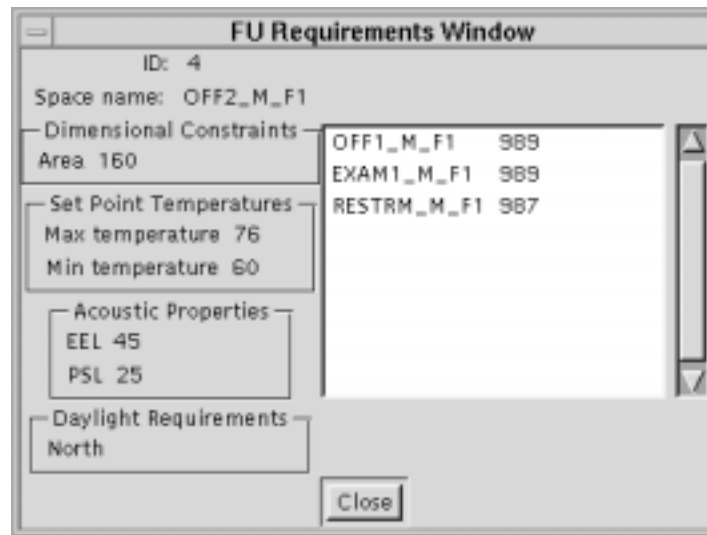 FU Requirements Window
ID: 4
Space name: OFF2_M_F1
Dimensional Constraints
Area 160
Set Point Temperatures
Max temperature 76
Min temperature 60
Acoustic Properties
EEL 45
PSL 25
Daylight Requirements
North
OFF1_M_F1 989
EXAM1_M_F1 989
RESTRM_M_F1 987
Close